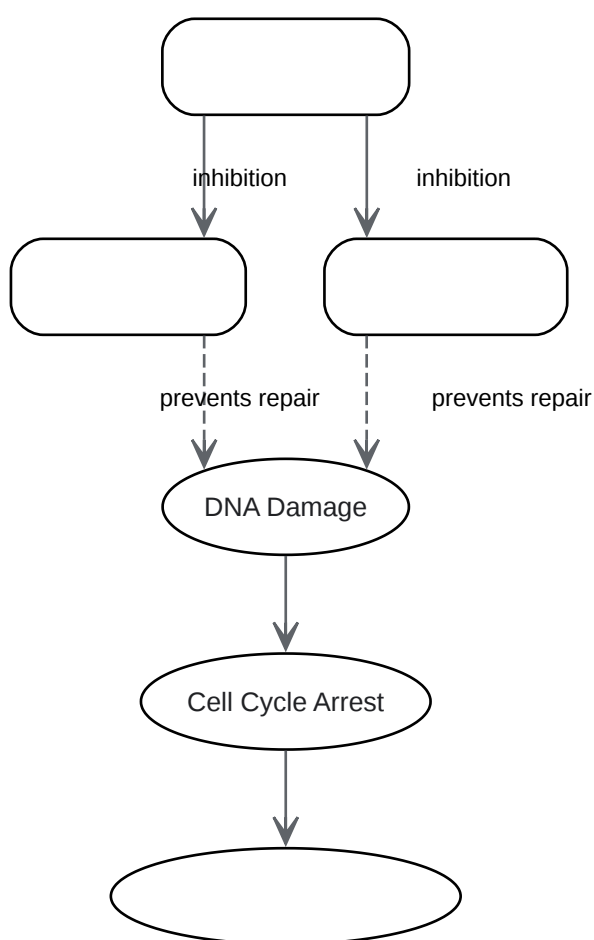 inhibition
inhibition
prevents repair
prevents repair
DNA Damage
Cell Cycle Arrest